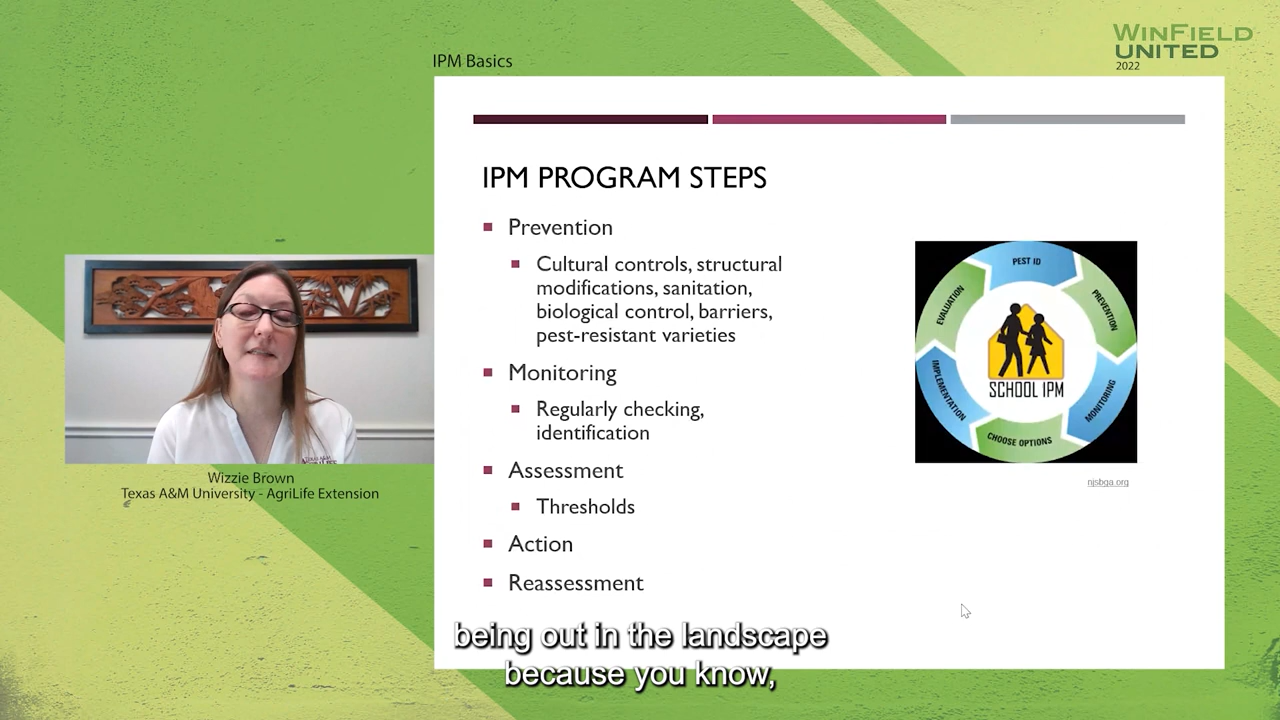 WINFIELD
UNITED
2022
IPM Basics
IPM PROGRAM STEPS
Prevention
Cultural controls, structural
modifications, sanitation,
biological control, barriers,
pest-resistant varieties
Monitoring
Regularly checking,
identification
Assessment
Thresholds
Action
Reassessment
PEST ID
PREVENTION
MONITORING
CHOOSE OPTIONS
IMPLEMENTATION
EVALUATION
SCHOOL IPM
njsbga.org
Wizzie Brown
Texas A&M University - AgriLife Extension
being out in the landscape
because you know,